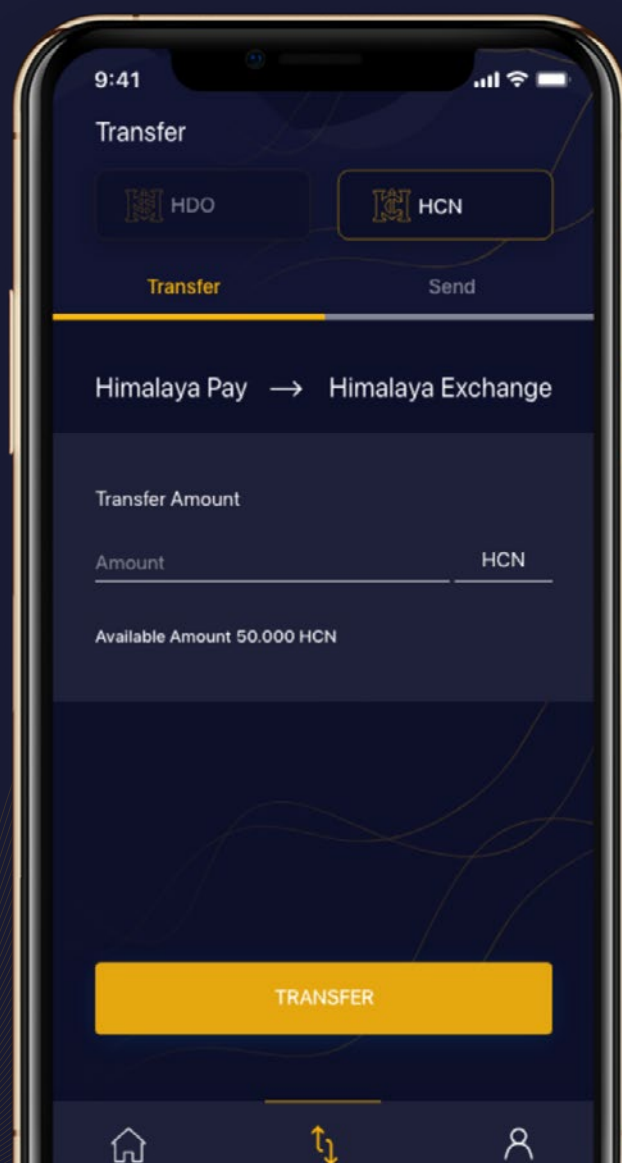 9:41
Transfer
HDO HCN
Transfer Send
Himalaya Pay → Himalaya Exchange
Transfer Amount
Amount HCN
Available Amount 50.000 HCN
TRANSFER